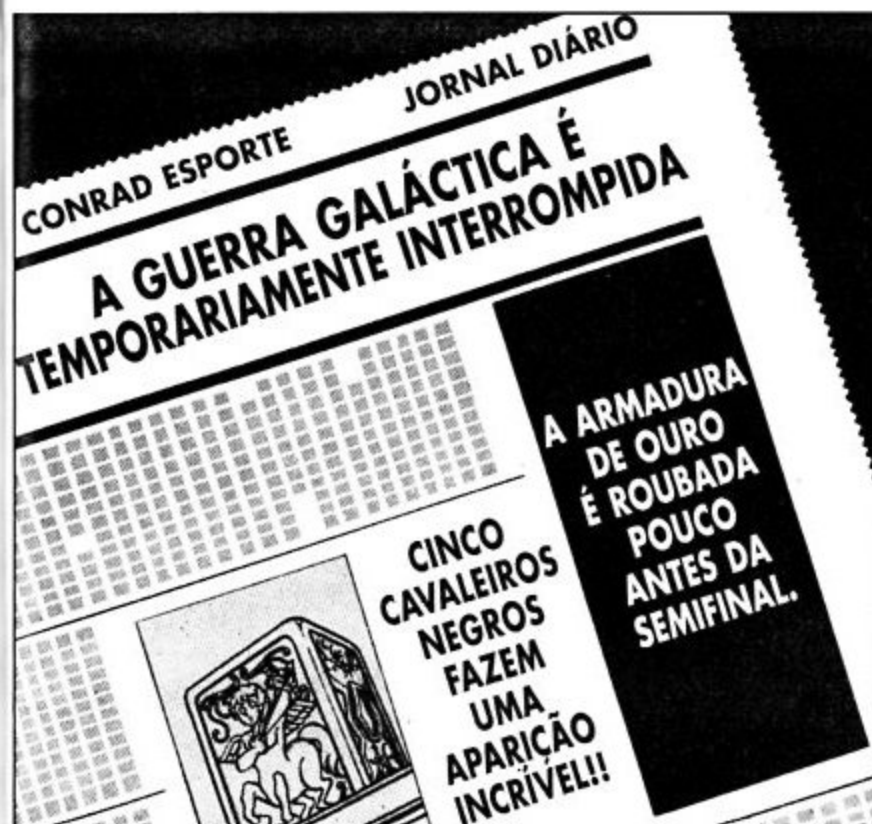 CONRAD ESPORTE JORNAL DIÁRIO
A GUERRA GALÁCTICA É
TEMPORARIAMENTE INTERROMPIDA
A ARMADURA
DE OURO
É ROUBADA
POUCO
ANTES DA
SEMIFINAL.
CINCO
CAVALEIROS
NEGROS
FAZEM
UMA
APARIÇÃO
INCRÍVEL!!